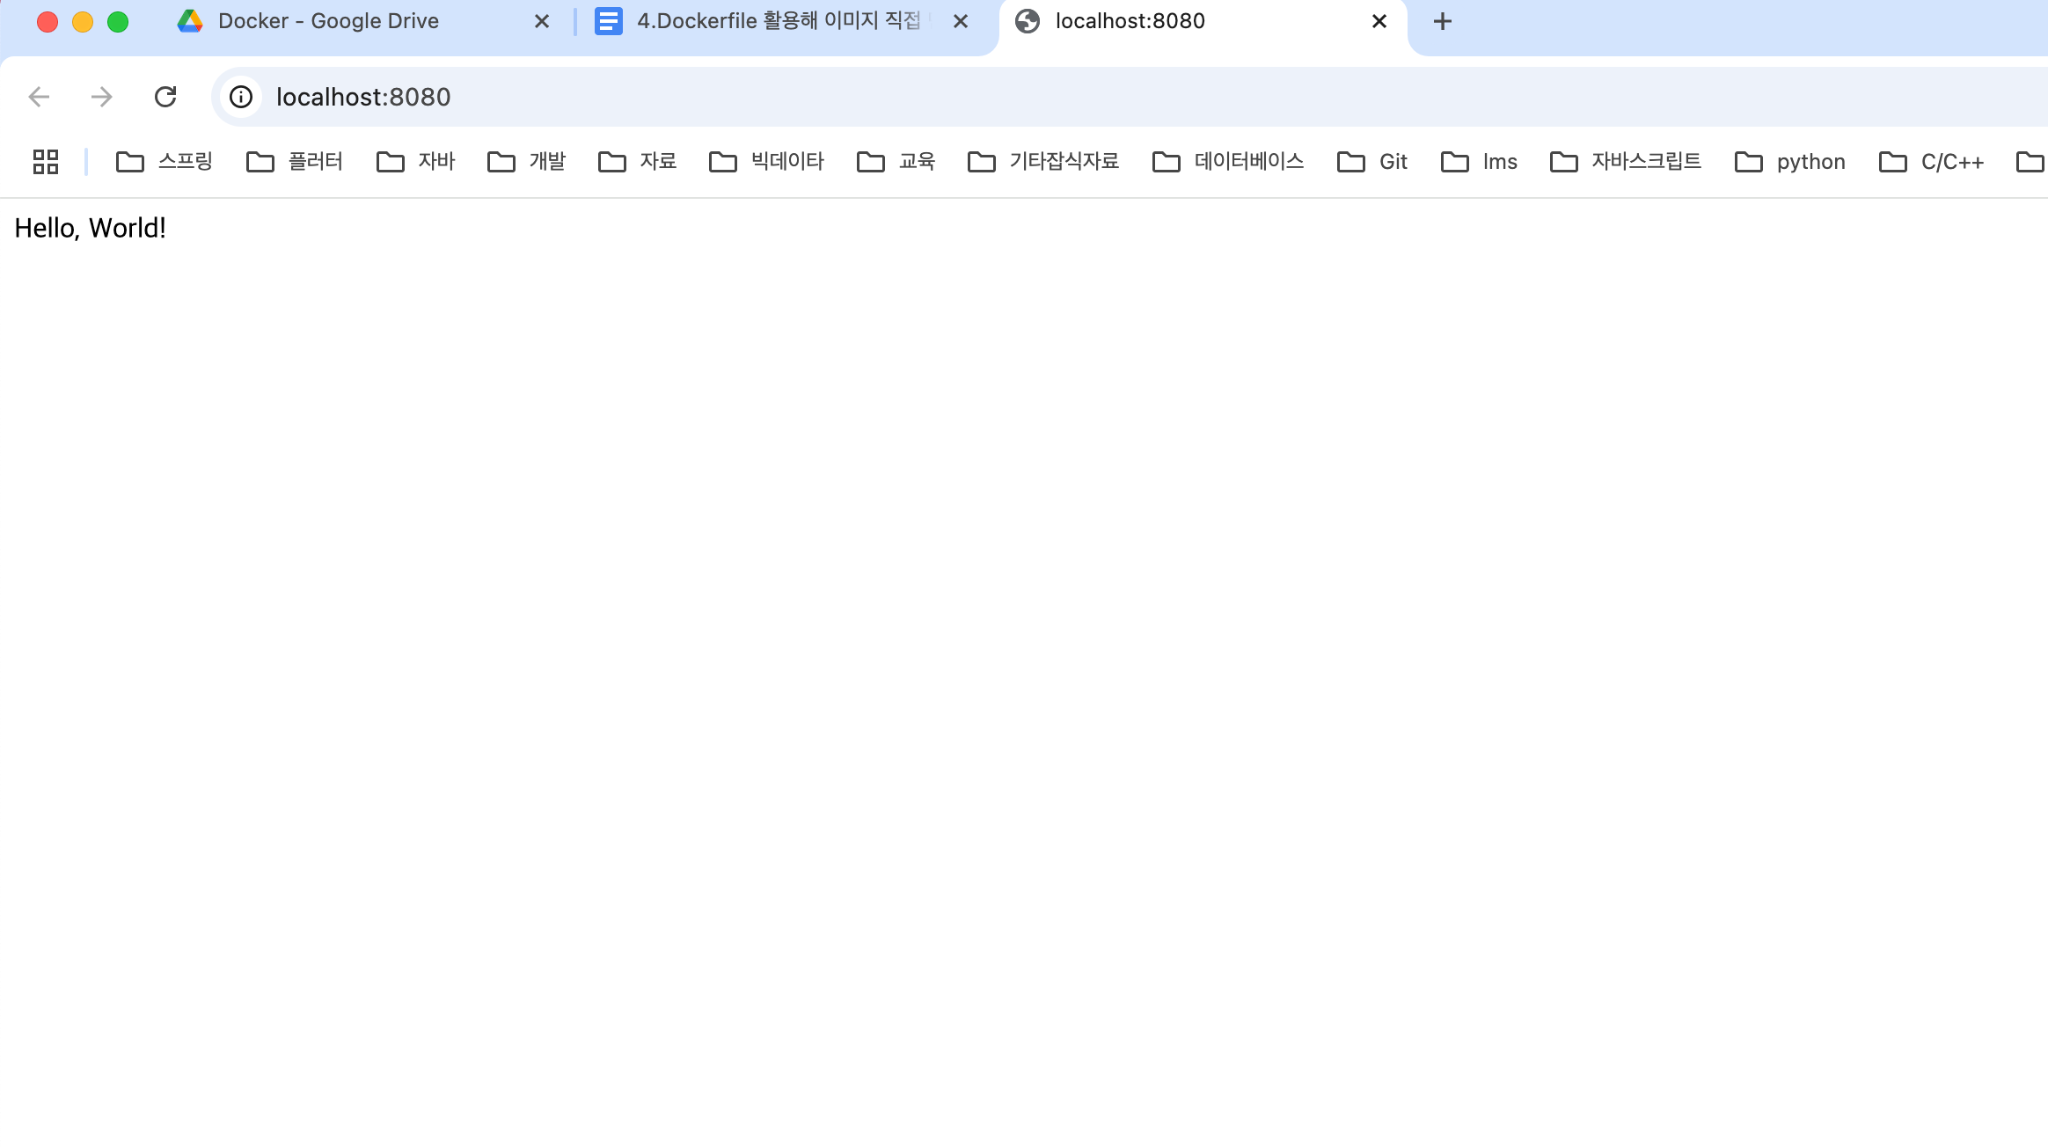 Docker - Google Drive
4.Dockerfile 활용해 이미지 직접
localhost:8080
localhost:8080
스프링 플러터 자바 개발 자료 빅데이타 교육 기타잡식자료 데이터베이스 Git lms 자바스크립트 python C/C++
Hello, World!